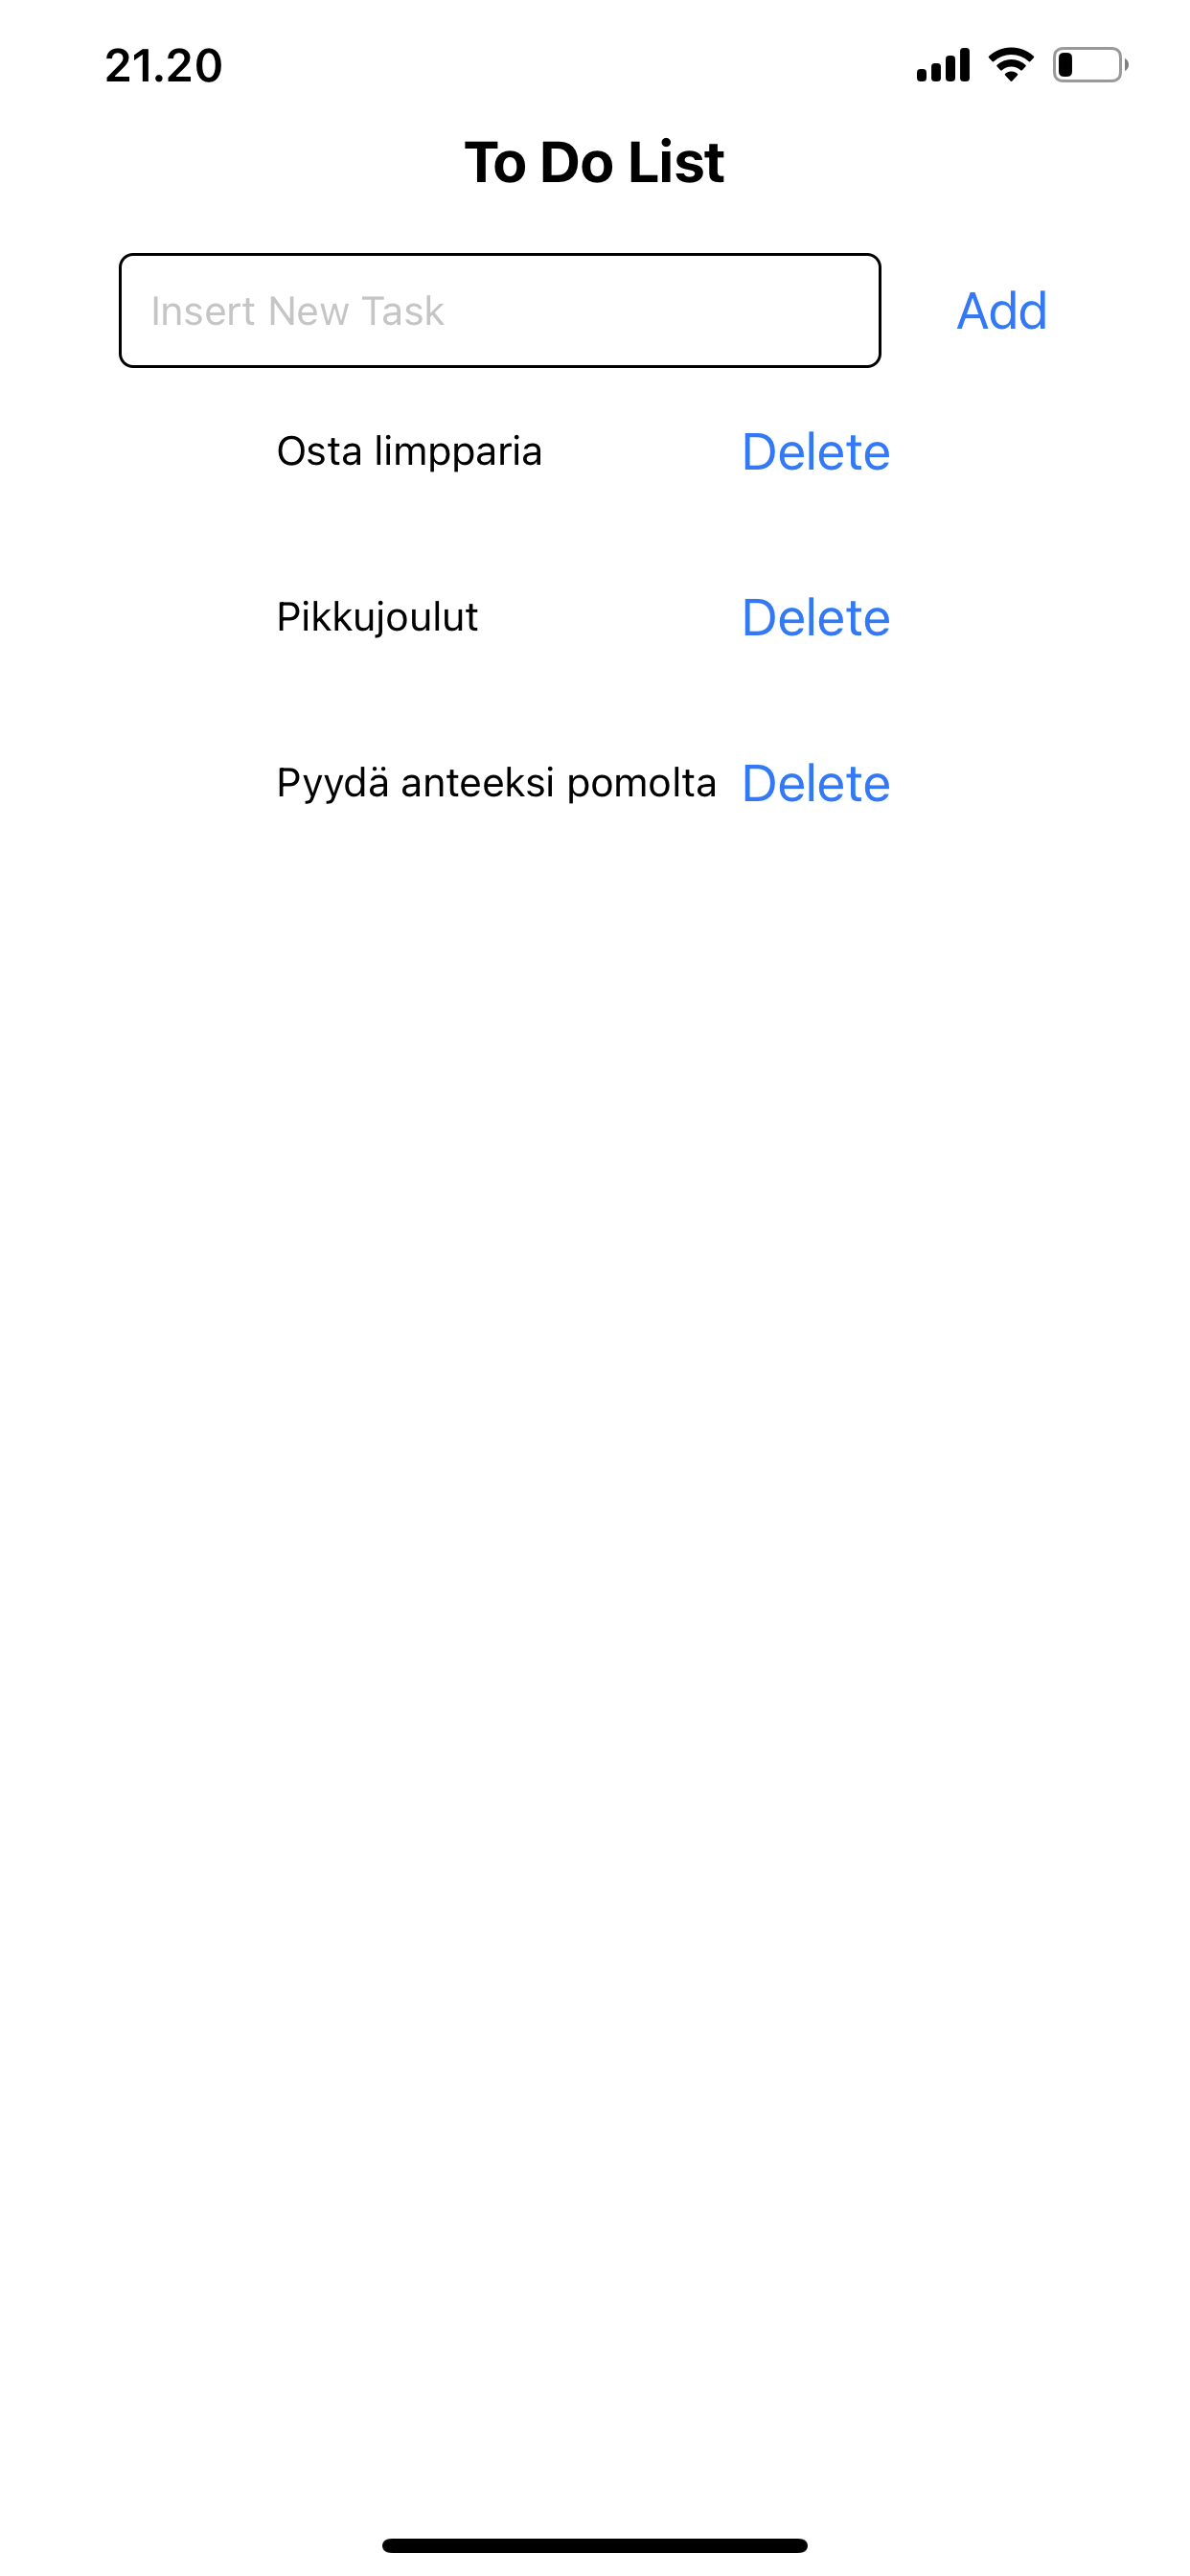 21.20
To Do List
Insert New Task Add
Osta limpparia Delete
Pikkujoulut Delete
Pyydä anteeksi pomolta Delete